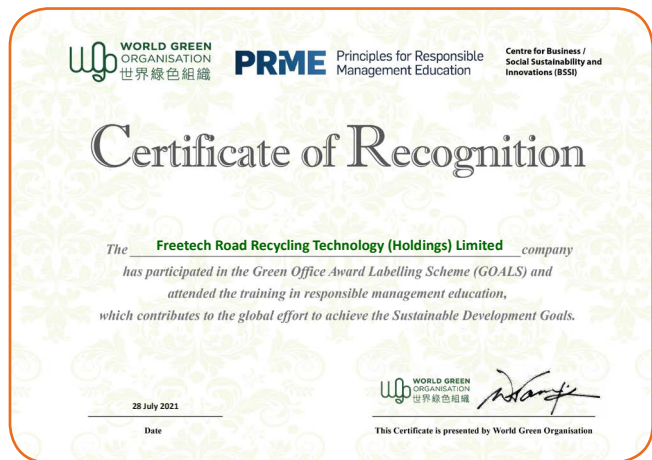 WORLD GREEN
ORGANISATION
世界綠色組織
PRME
Principles for Responsible
Management Education
Centre for Business /
Social Sustainability and
Innovations (BSSI)
Certificate of Recognition
The Freetech Road Recycling Technology (Holdings) Limited company
has participated in the Green Office Award Labelling Scheme (GOALS) and
attended the training in responsible management education,
which contributes to the global effort to achieve the Sustainable Development Goals.
WORLD GREEN
ORGANISATION
世界綠色組織
28 July 2021
Date
This Certificate is presented by World Green Organisation